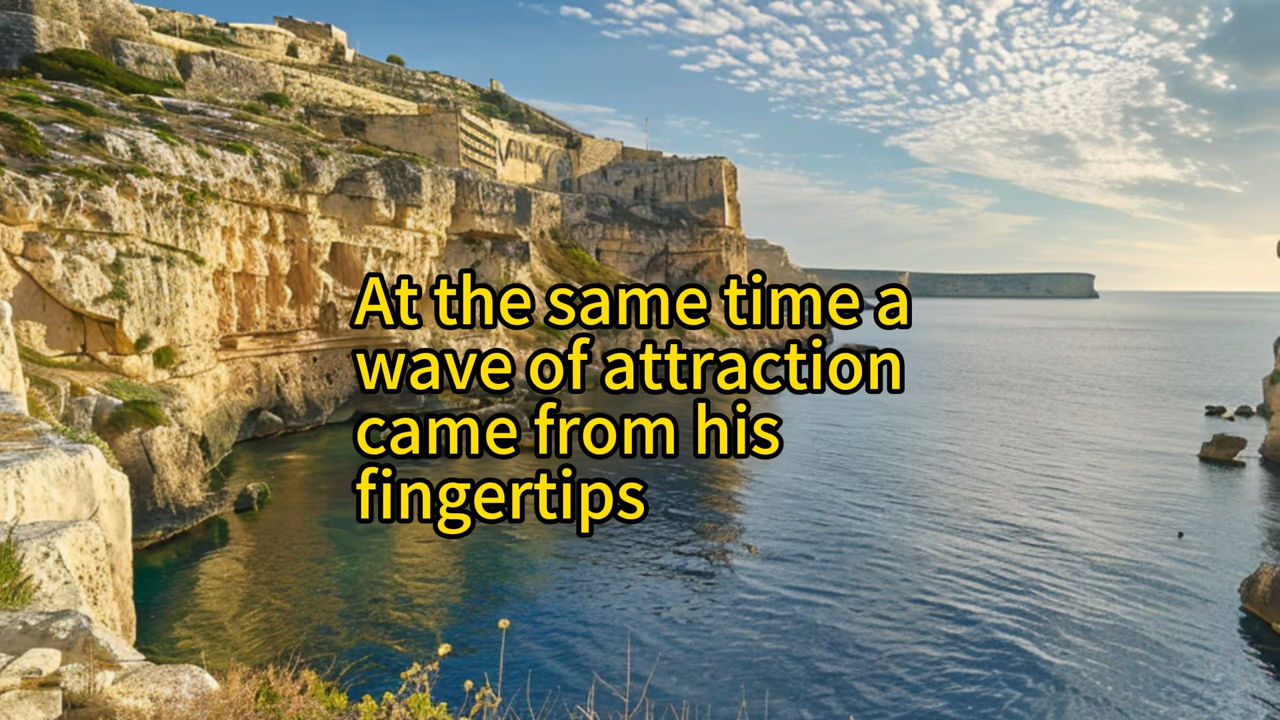 At the same time a
wave of attraction
came from his
fingertips